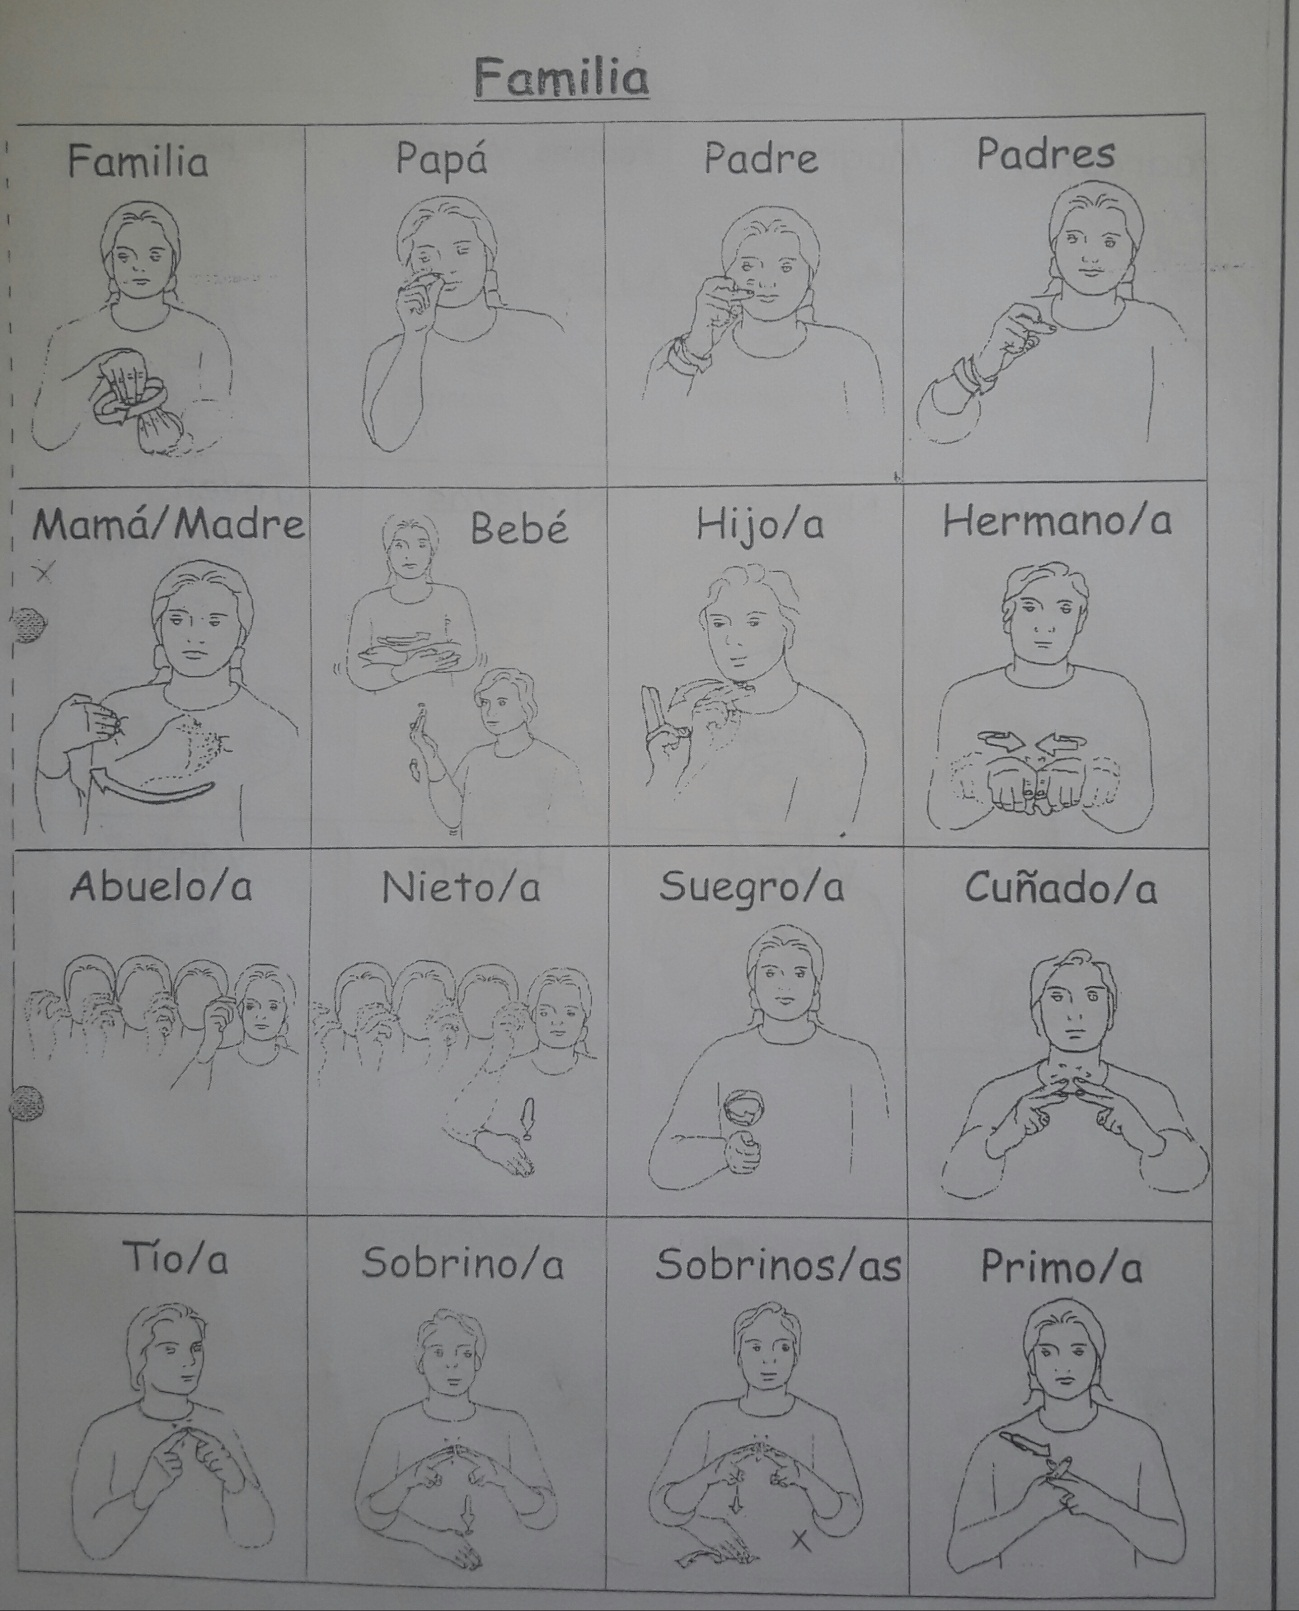 Familia
Familia
Papá
Padre
Padres
Mamá/Madre
Bebé
Hijo/a
Hermano/a
Abuelo/a
Nieto/a
Suegro/a
Cuñado/a
Tío/a
Sobrino/a
Sobrinos/as
Primo/a